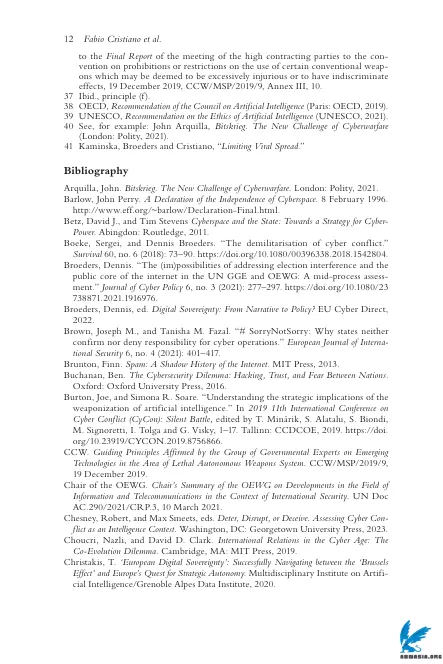 12 Fabio Cristiano et al.
to the Final Report of the meeting of the high contracting parties to the con-
vention on prohibitions or restrictions on the use of certain conventional weap-
ons which may be deemed to be excessively injurious or to have indiscriminate
effects, 19 December 2019, CCW/MSP/2019/9, Annex III, 10.
37 Ibid., principle (f).
38 OECD, Recommendation of the Council on Artificial Intelligence (Paris: OECD, 2019).
39 UNESCO, Recommendation on the Ethics of Artificial Intelligence (UNESCO, 2021).
40 See, for example: John Arquilla, Bitskrieg. The New Challenge of Cyberwarfare
(London: Polity, 2021).
41 Kaminska, Broeders and Cristiano, “Limiting Viral Spread.”
Bibliography
Arquilla, John. Bitskrieg. The New Challenge of Cyberwarfare. London: Polity, 2021.
Barlow, John Perry. A Declaration of the Independence of Cyberspace. 8 February 1996.
http://www.eff.org/~barlow/Declaration-Final.html.
Betz, David J., and Tim Stevens Cyberspace and the State: Towards a Strategy for Cyber-
Power. Abingdon: Routledge, 2011.
Boeke, Sergei, and Dennis Broeders. “The demilitarisation of cyber conflict.”
Survival 60, no. 6 (2018): 73–90. https://doi.org/10.1080/00396338.2018.1542804.
Broeders, Dennis. “The (im)possibilities of addressing election interference and the
public core of the internet in the UN GGE and OEWG: A mid-process assess-
ment.” Journal of Cyber Policy 6, no. 3 (2021): 277–297. https://doi.org/10.1080/23
738871.2021.1916976.
Broeders, Dennis, ed. Digital Sovereignty: From Narrative to Policy? EU Cyber Direct,
2022.
Brown, Joseph M., and Tanisha M. Fazal. “# SorryNotSorry: Why states neither
confirm nor deny responsibility for cyber operations.” European Journal of Interna-
tional Security 6, no. 4 (2021): 401–417.
Brunton, Finn. Spam: A Shadow History of the Internet. MIT Press, 2013.
Buchanan, Ben. The Cybersecurity Dilemma: Hacking, Trust, and Fear Between Nations.
Oxford: Oxford University Press, 2016.
Burton, Joe, and Simona R. Soare. “Understanding the strategic implications of the
weaponization of artificial intelligence.” In 2019 11th International Conference on
Cyber Conflict (CyCon): Silent Battle, edited by T. Minárik, S. Alatalu, S. Biondi,
M. Signoretti, I. Tolga and G. Visky, 1–17. Tallinn: CCDCOE, 2019. https://doi.
org/10.23919/CYCON.2019.8756866.
CCW. Guiding Principles Affirmed by the Group of Governmental Experts on Emerging
Technologies in the Area of Lethal Autonomous Weapons System. CCW/MSP/2019/9,
19 December 2019.
Chair of the OEWG. Chair’s Summary of the OEWG on Developments in the Field of
Information and Telecommunications in the Context of International Security. UN Doc
AC.290/2021/CRP.3, 10 March 2021.
Chesney, Robert, and Max Smeets, eds. Deter, Disrupt, or Deceive. Assessing Cyber Con-
flict as an Intelligence Contest. Washington, DC: Georgetown University Press, 2023.
Choucri, Nazli, and David D. Clark. International Relations in the Cyber Age: The
Co-Evolution Dilemma. Cambridge, MA: MIT Press, 2019.
Christakis, T. ‘European Digital Sovereignty’: Successfully Navigating between the ‘Brussels
Effect’ and Europe’s Quest for Strategic Autonomy. Multidisciplinary Institute on Artifi-
cial Intelligence/Grenoble Alpes Data Institute, 2020.